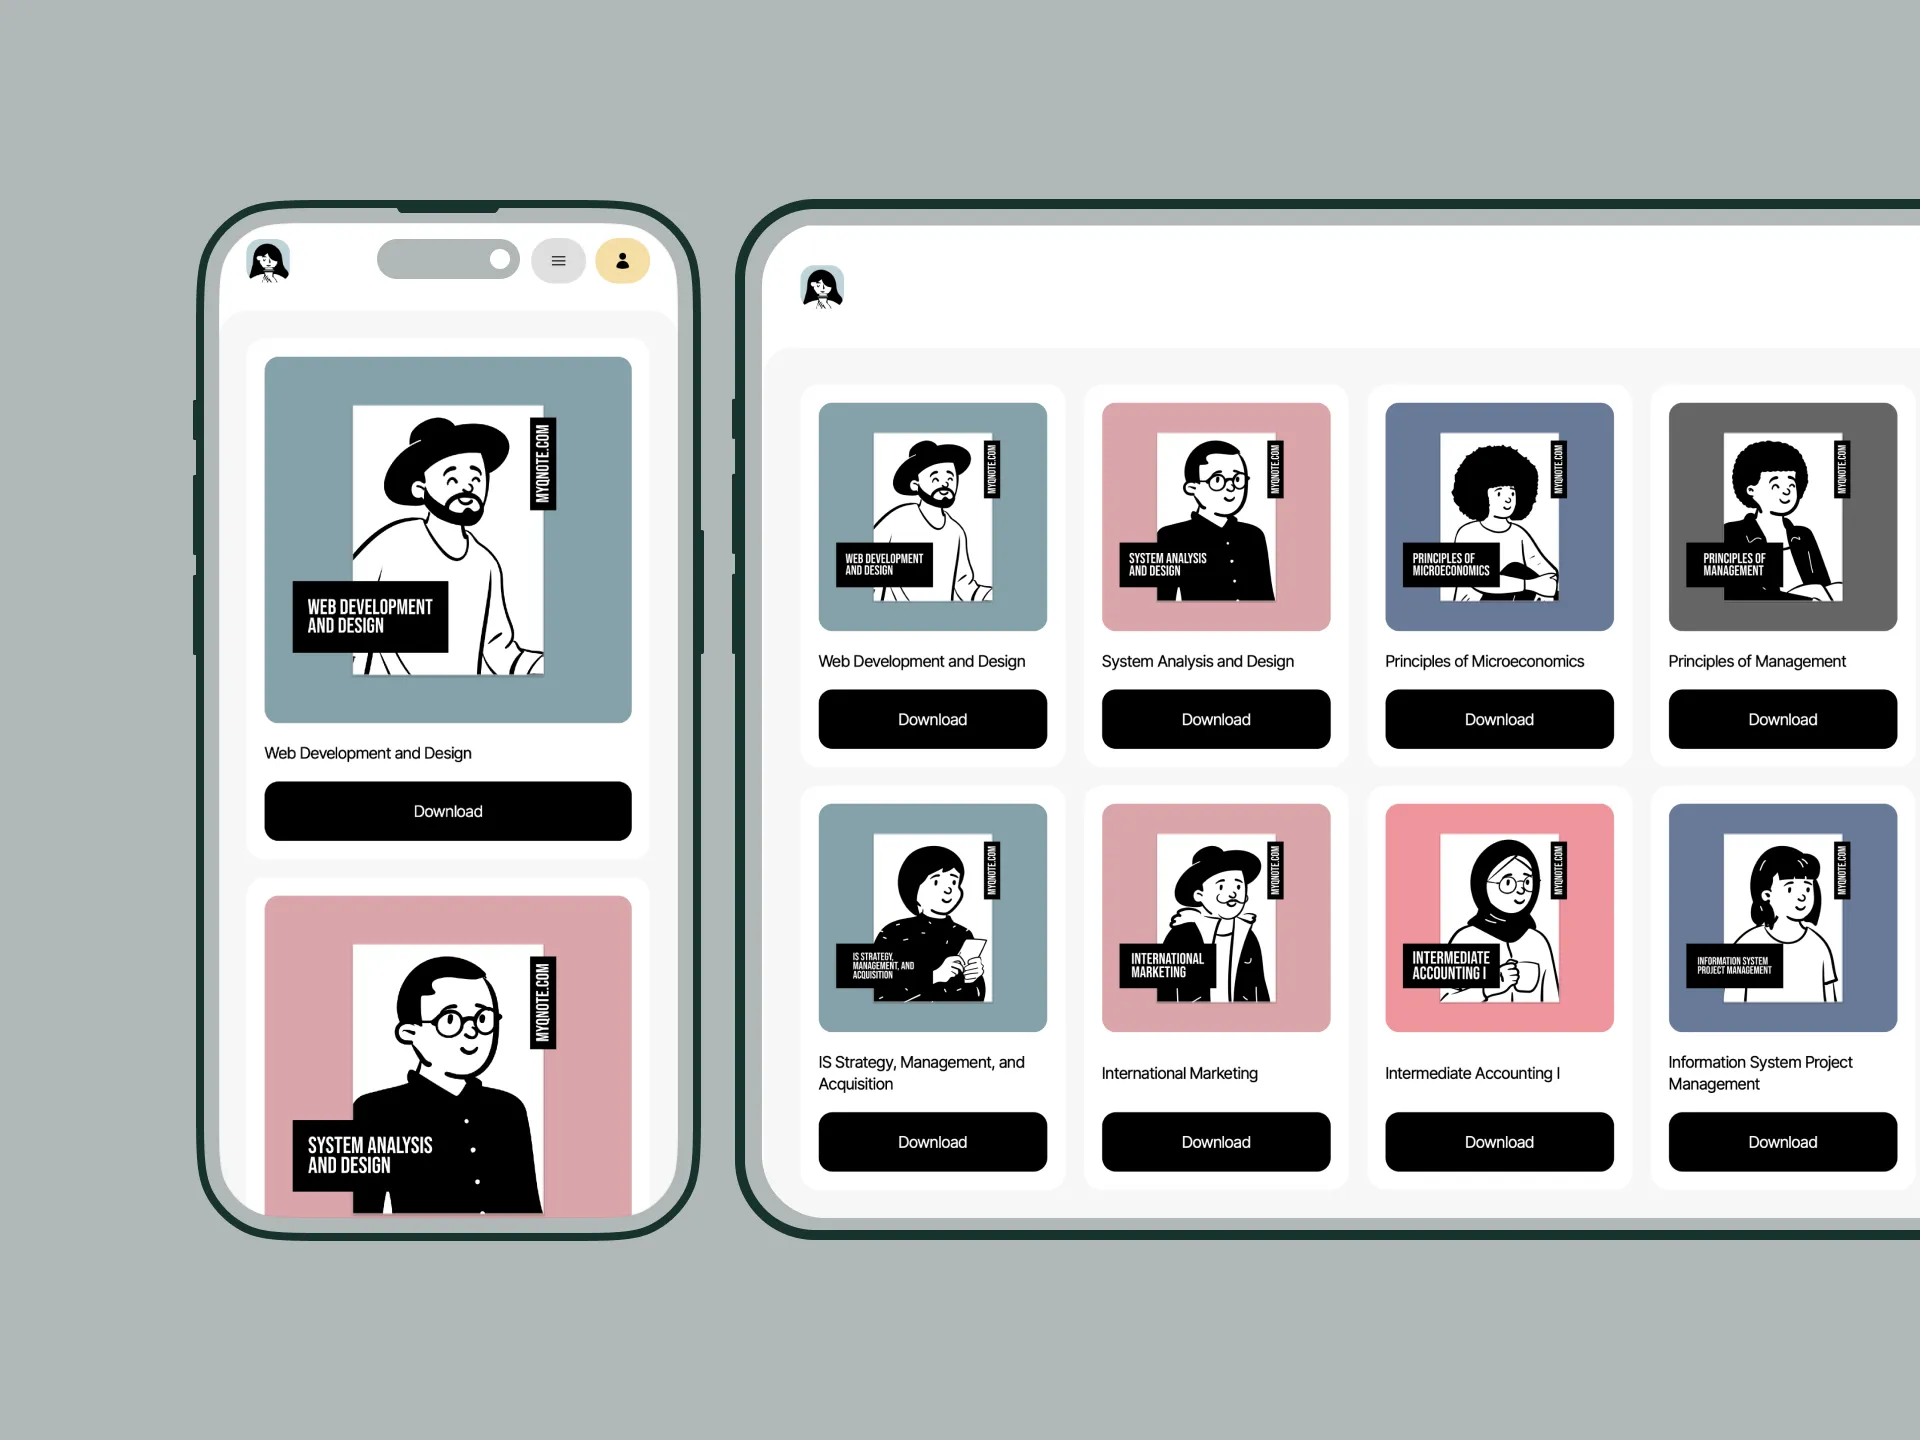 MYQNOTE.COM
WEB DEVELOPMENT
AND DESIGN
Web Development and Design
Download
MYQNOTE.COM
SYSTEM ANALYSIS
AND DESIGN
MYQNOTE.COM
WEB DEVELOPMENT
AND DESIGN
Web Development and Design
Download
MYQNOTE.COM
SYSTEM ANALYSIS
AND DESIGN
System Analysis and Design
Download
MYQNOTE.COM
PRINCIPLES OF
MICROECONOMICS
Principles of Microeconomics
Download
MYQNOTE.COM
PRINCIPLES OF
MANAGEMENT
Principles of Management
Download
MYQNOTE.COM
IS STRATEGY,
MANAGEMENT, AND
ACQUISITION
IS Strategy, Management, and
Acquisition
Download
MYQNOTE.COM
INTERNATIONAL
MARKETING
International Marketing
Download
MYQNOTE.COM
INTERMEDIATE
ACCOUNTING I
Intermediate Accounting I
Download
MYQNOTE.COM
INFORMATION SYSTEM
PROJECT MANAGEMENT
Information System Project
Management
Download